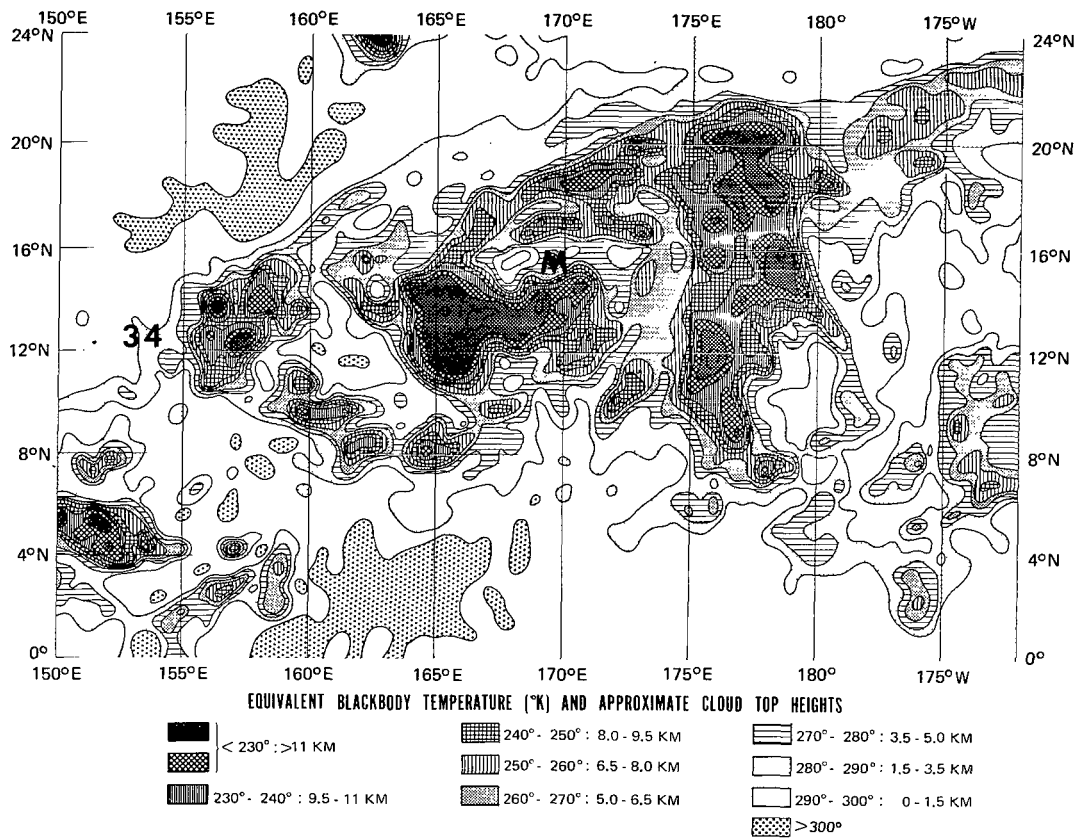 150°E 155°E 160°E 165°E 170°E 175°E 180° 175°W
24°N 24°N
20°N 20°N
16°N 16°N
M
34
12°N 12°N
8°N 8°N
4°N 4°N
0° 0°
150°E 155°E 160°E 165°E 170°E 175°E 180° 175°W
EQUIVALENT BLACKBODY TEMPERATURE (°K) AND APPROXIMATE CLOUD TOP HEIGHTS
< 230° : >11 KM
230° - 240° : 9.5 - 11 KM
240° - 250° : 8.0 - 9.5 KM
250° - 260° : 6.5 - 8.0 KM
260° - 270° : 5.0 - 6.5 KM
270° - 280° : 3.5 - 5.0 KM
280° - 290° : 1.5 - 3.5 KM
290° - 300° : 0 - 1.5 KM
>300°